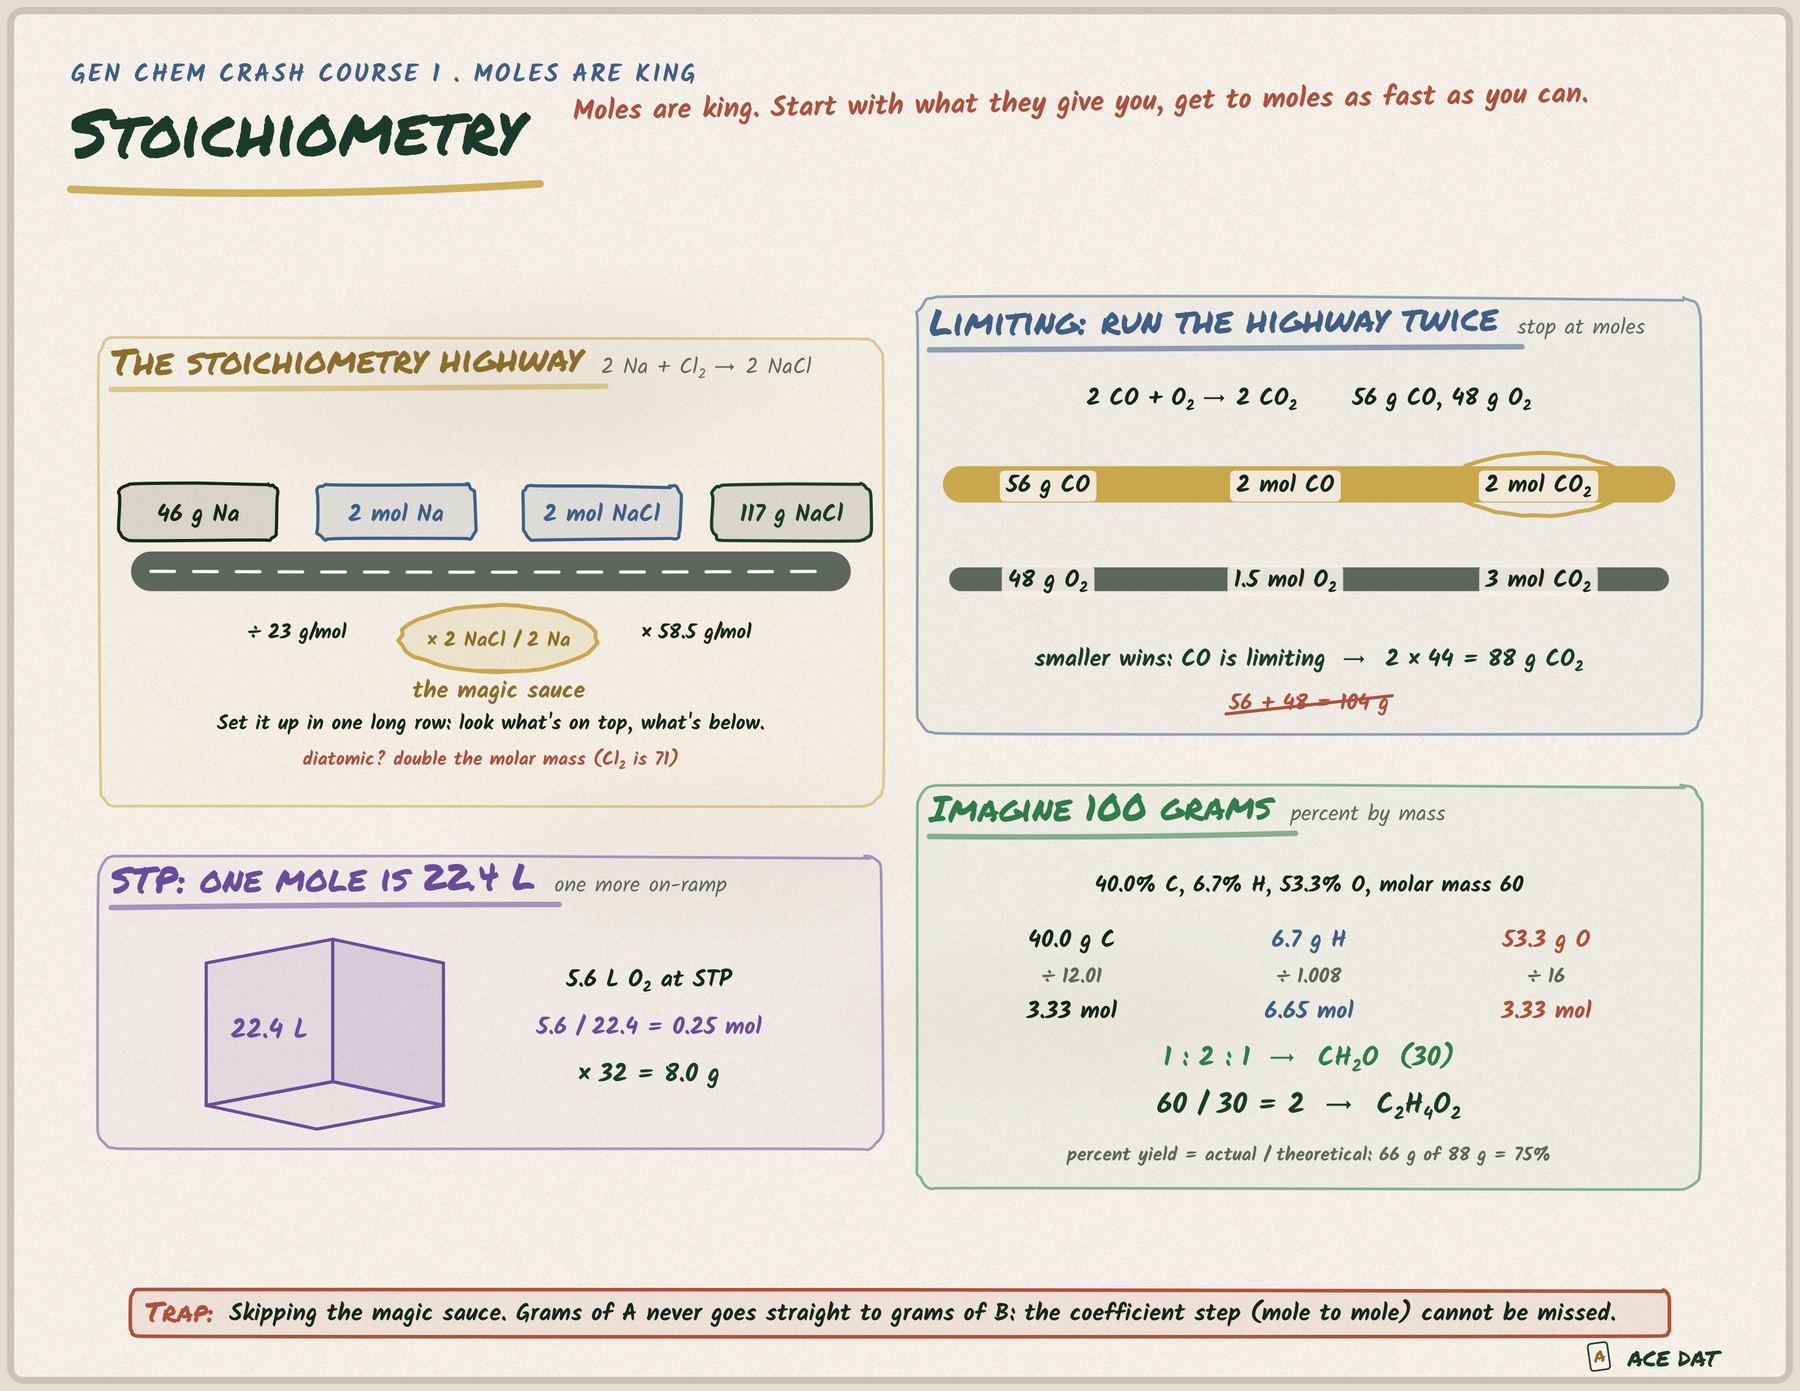 GEN CHEM CRASH COURSE 1 . MOLES ARE KING
STOICHIOMETRY
Moles are king. Start with what they give you, get to moles as fast as you can.
THE STOICHIOMETRY HIGHWAY 2 Na + Cl₂ → 2 NaCl
46 g Na 2 mol Na 2 mol NaCl 117 g NaCl
÷ 23 g/mol × 2 NaCl / 2 Na × 58.5 g/mol
the magic sauce
Set it up in one long row: look what's on top, what's below.
diatomic? double the molar mass (Cl₂ is 71)
LIMITING: RUN THE HIGHWAY TWICE stop at moles
2 CO + O₂ → 2 CO₂ 56 g CO, 48 g O₂
56 g CO 2 mol CO 2 mol CO₂
48 g O₂ 1.5 mol O₂ 3 mol CO₂
smaller wins: CO is limiting → 2 × 44 = 88 g CO₂
56 + 48 = 104 g
STP: ONE MOLE IS 22.4 L one more on-ramp
22.4 L
5.6 L O₂ at STP
5.6 / 22.4 = 0.25 mol
× 32 = 8.0 g
IMAGINE 100 GRAMS percent by mass
40.0% C, 6.7% H, 53.3% O, molar mass 60
40.0 g C 6.7 g H 53.3 g O
÷ 12.01 ÷ 1.008 ÷ 16
3.33 mol 6.65 mol 3.33 mol
1 : 2 : 1 → CH₂O (30)
60 / 30 = 2 → C₂H₄O₂
percent yield = actual / theoretical: 66 g of 88 g = 75%
TRAP: Skipping the magic sauce. Grams of A never goes straight to grams of B: the coefficient step (mole to mole) cannot be missed.
A ACE DAT